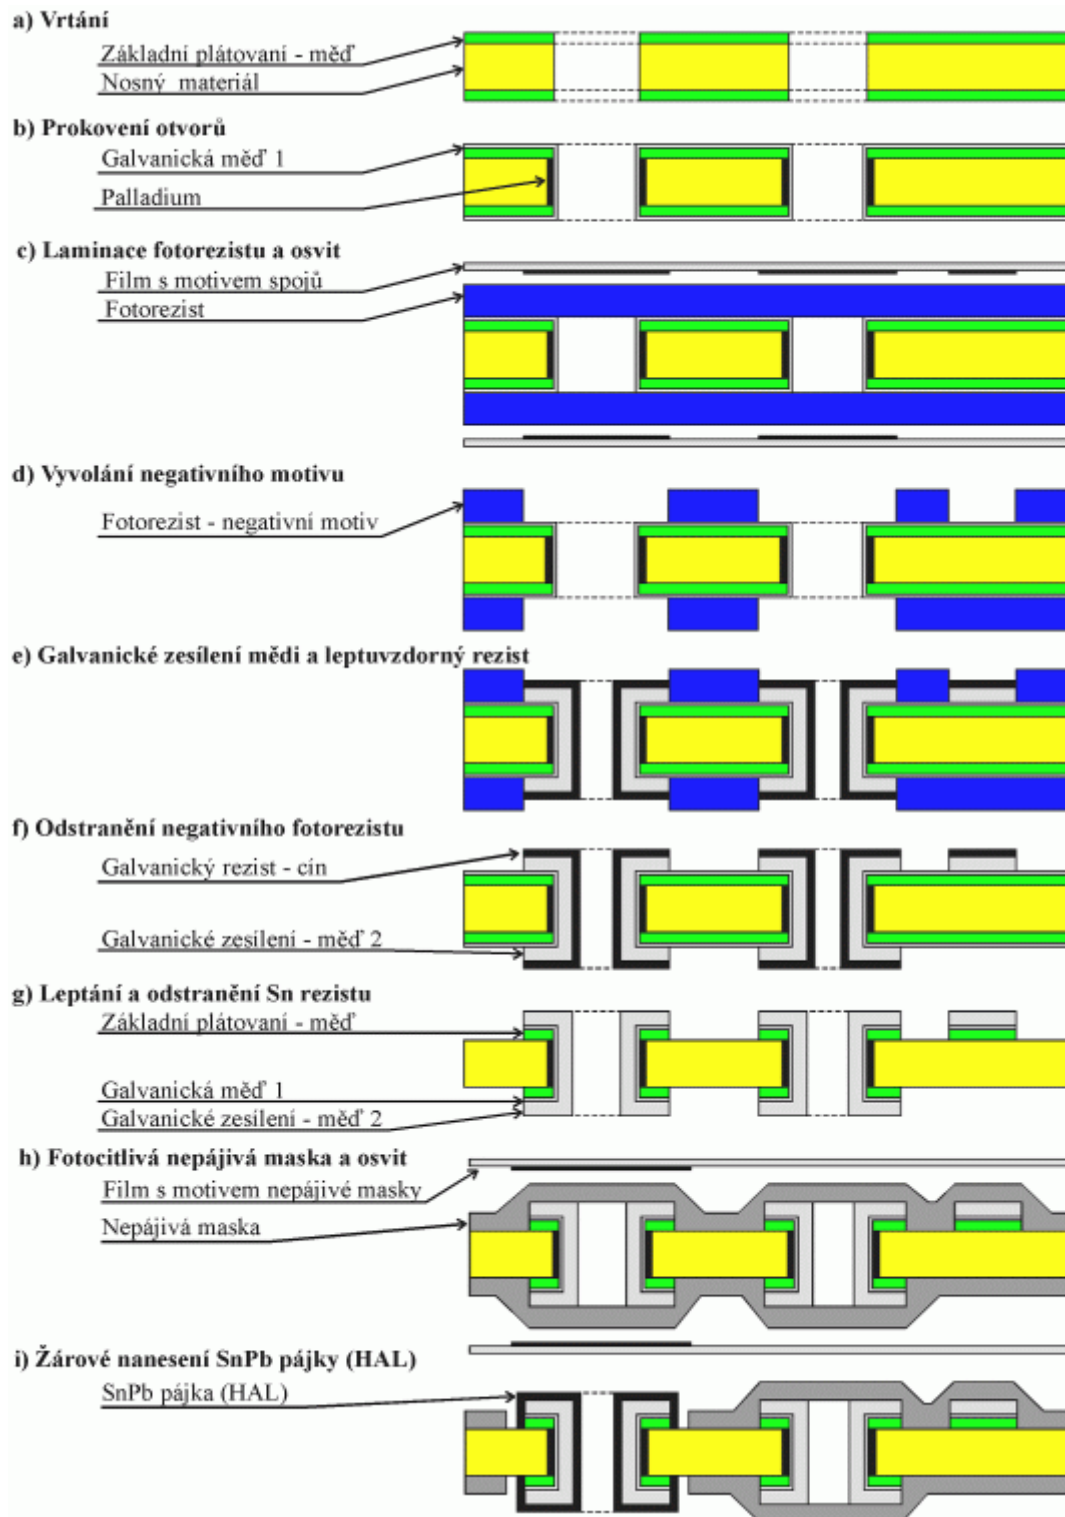 a) Vrtání
Základní plátovaní - měď
Nosný materiál
b) Prokovení otvorů
Galvanická měď 1
Palladium
c) Laminace fotorezistu a osvit
Film s motivem spojů
Fotorezist
d) Vyvolání negativního motivu
Fotorezist - negativní motiv
e) Galvanické zesílení mědi a leptuvzdorný rezist
f) Odstranění negativního fotorezistu
Galvanický rezist - cín
Galvanické zesílení - měď 2
g) Leptání a odstranění Sn rezistu
Základní plátovaní - měď
Galvanická měď 1
Galvanické zesílení - měď 2
h) Fotocitlivá nepájivá maska a osvit
Film s motivem nepájivé masky
Nepájivá maska
i) Žárové nanesení SnPb pájky (HAL)
SnPb pájka (HAL)